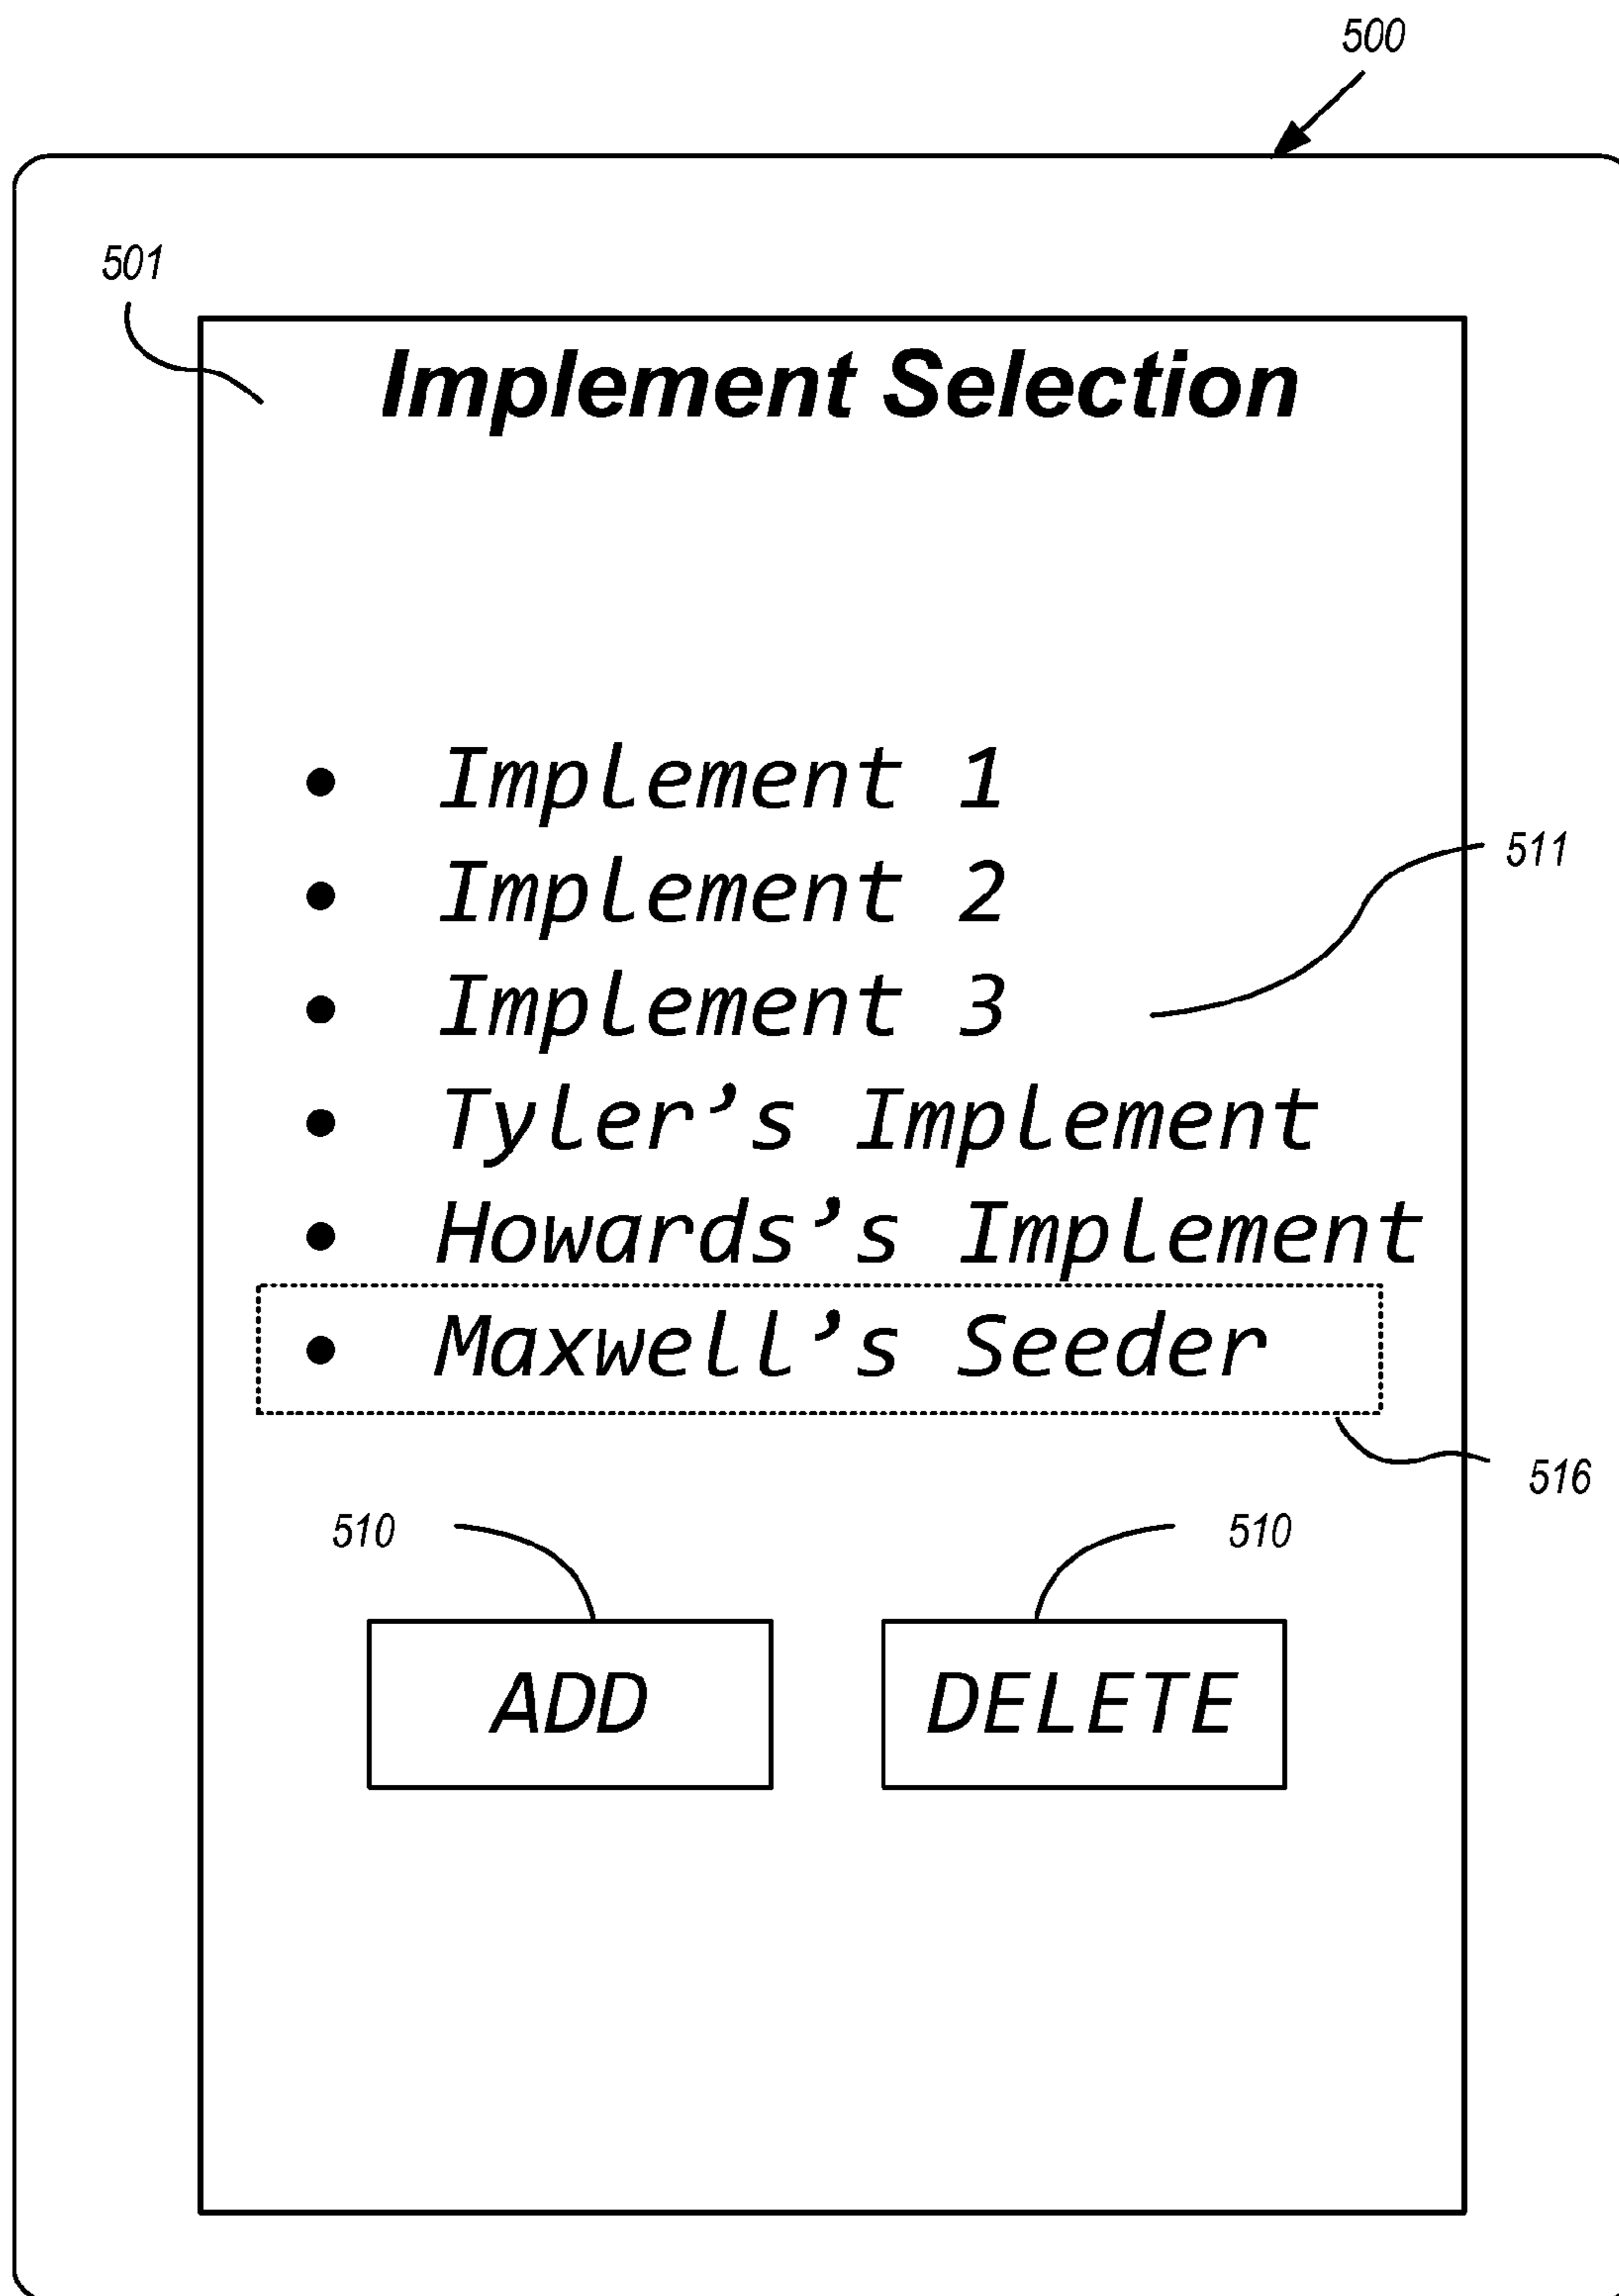 500
501
Implement Selection
• Implement 1
• Implement 2
511
• Implement 3
• Tyler’s Implement
• Howards’s Implement
• Maxwell’s Seeder
516
510 510
ADD DELETE